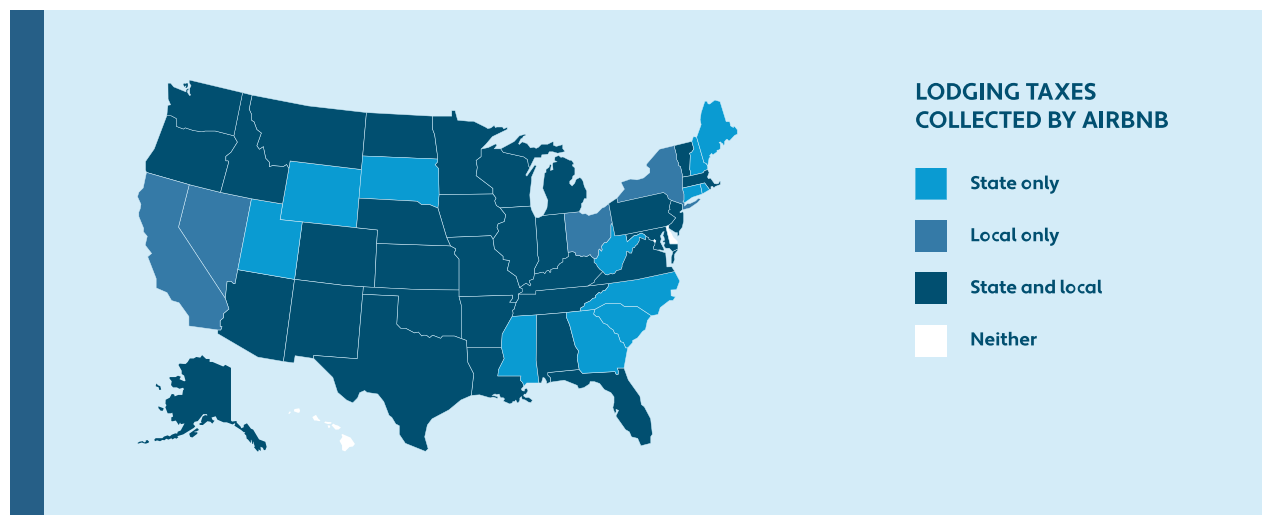 LODGING TAXES
COLLECTED BY AIRBNB
State only
Local only
State and local
Neither